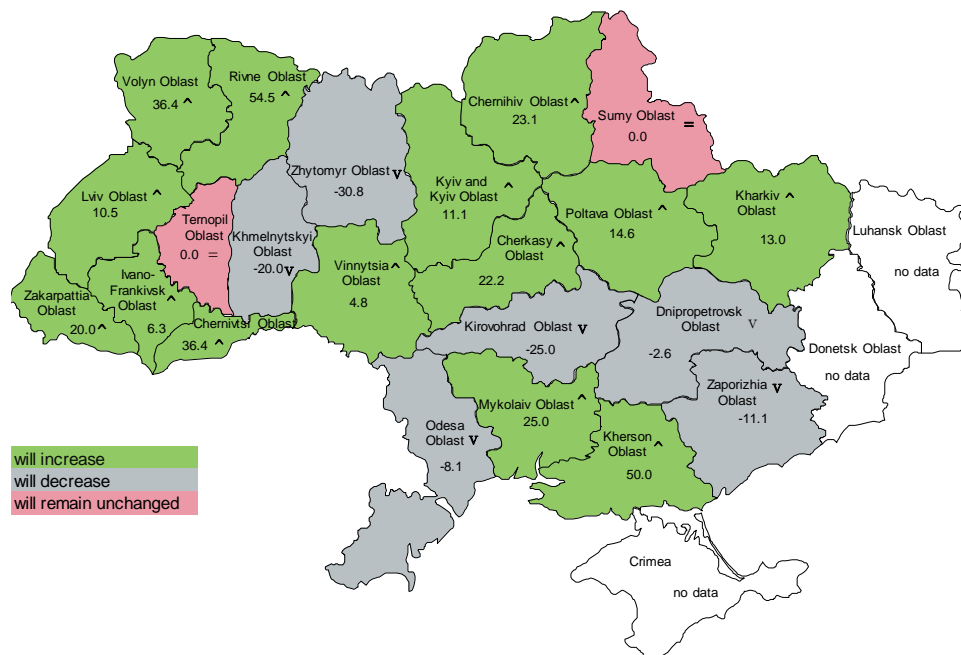 Volyn Oblast
36.4 ^
Rivne Oblast
54.5 ^
Chernihiv Oblast ^
23.1
Sumy Oblast =
0.0
Zhytomyr Oblast v
-30.8
Kyiv and ^
Kyiv Oblast
11.1
Lviv Oblast ^
10.5
Ternopil
Oblast
0.0 =
Khmelnytskyi
Oblast
-20.0 v
Poltava Oblast ^
14.6
Kharkiv ^
Oblast
13.0
Luhansk Oblast
no data
Cherkasy ^
Oblast
22.2
Vinnytsia ^
Oblast
4.8
Ivano-
Frankivsk
Oblast ^
6.3
Zakarpattia
Oblast
20.0 ^
Chernivtsi Oblast
36.4 ^
Kirovohrad Oblast v
-25.0
Dnipropetrovsk
Oblast v
-2.6
Donetsk Oblast
no data
Zaporizhia v
Oblast
-11.1
Mykolaiv Oblast ^
25.0
Odesa
Oblast v
-8.1
Kherson ^
Oblast
50.0
will increase
will decrease
will remain unchanged
Crimea
no data